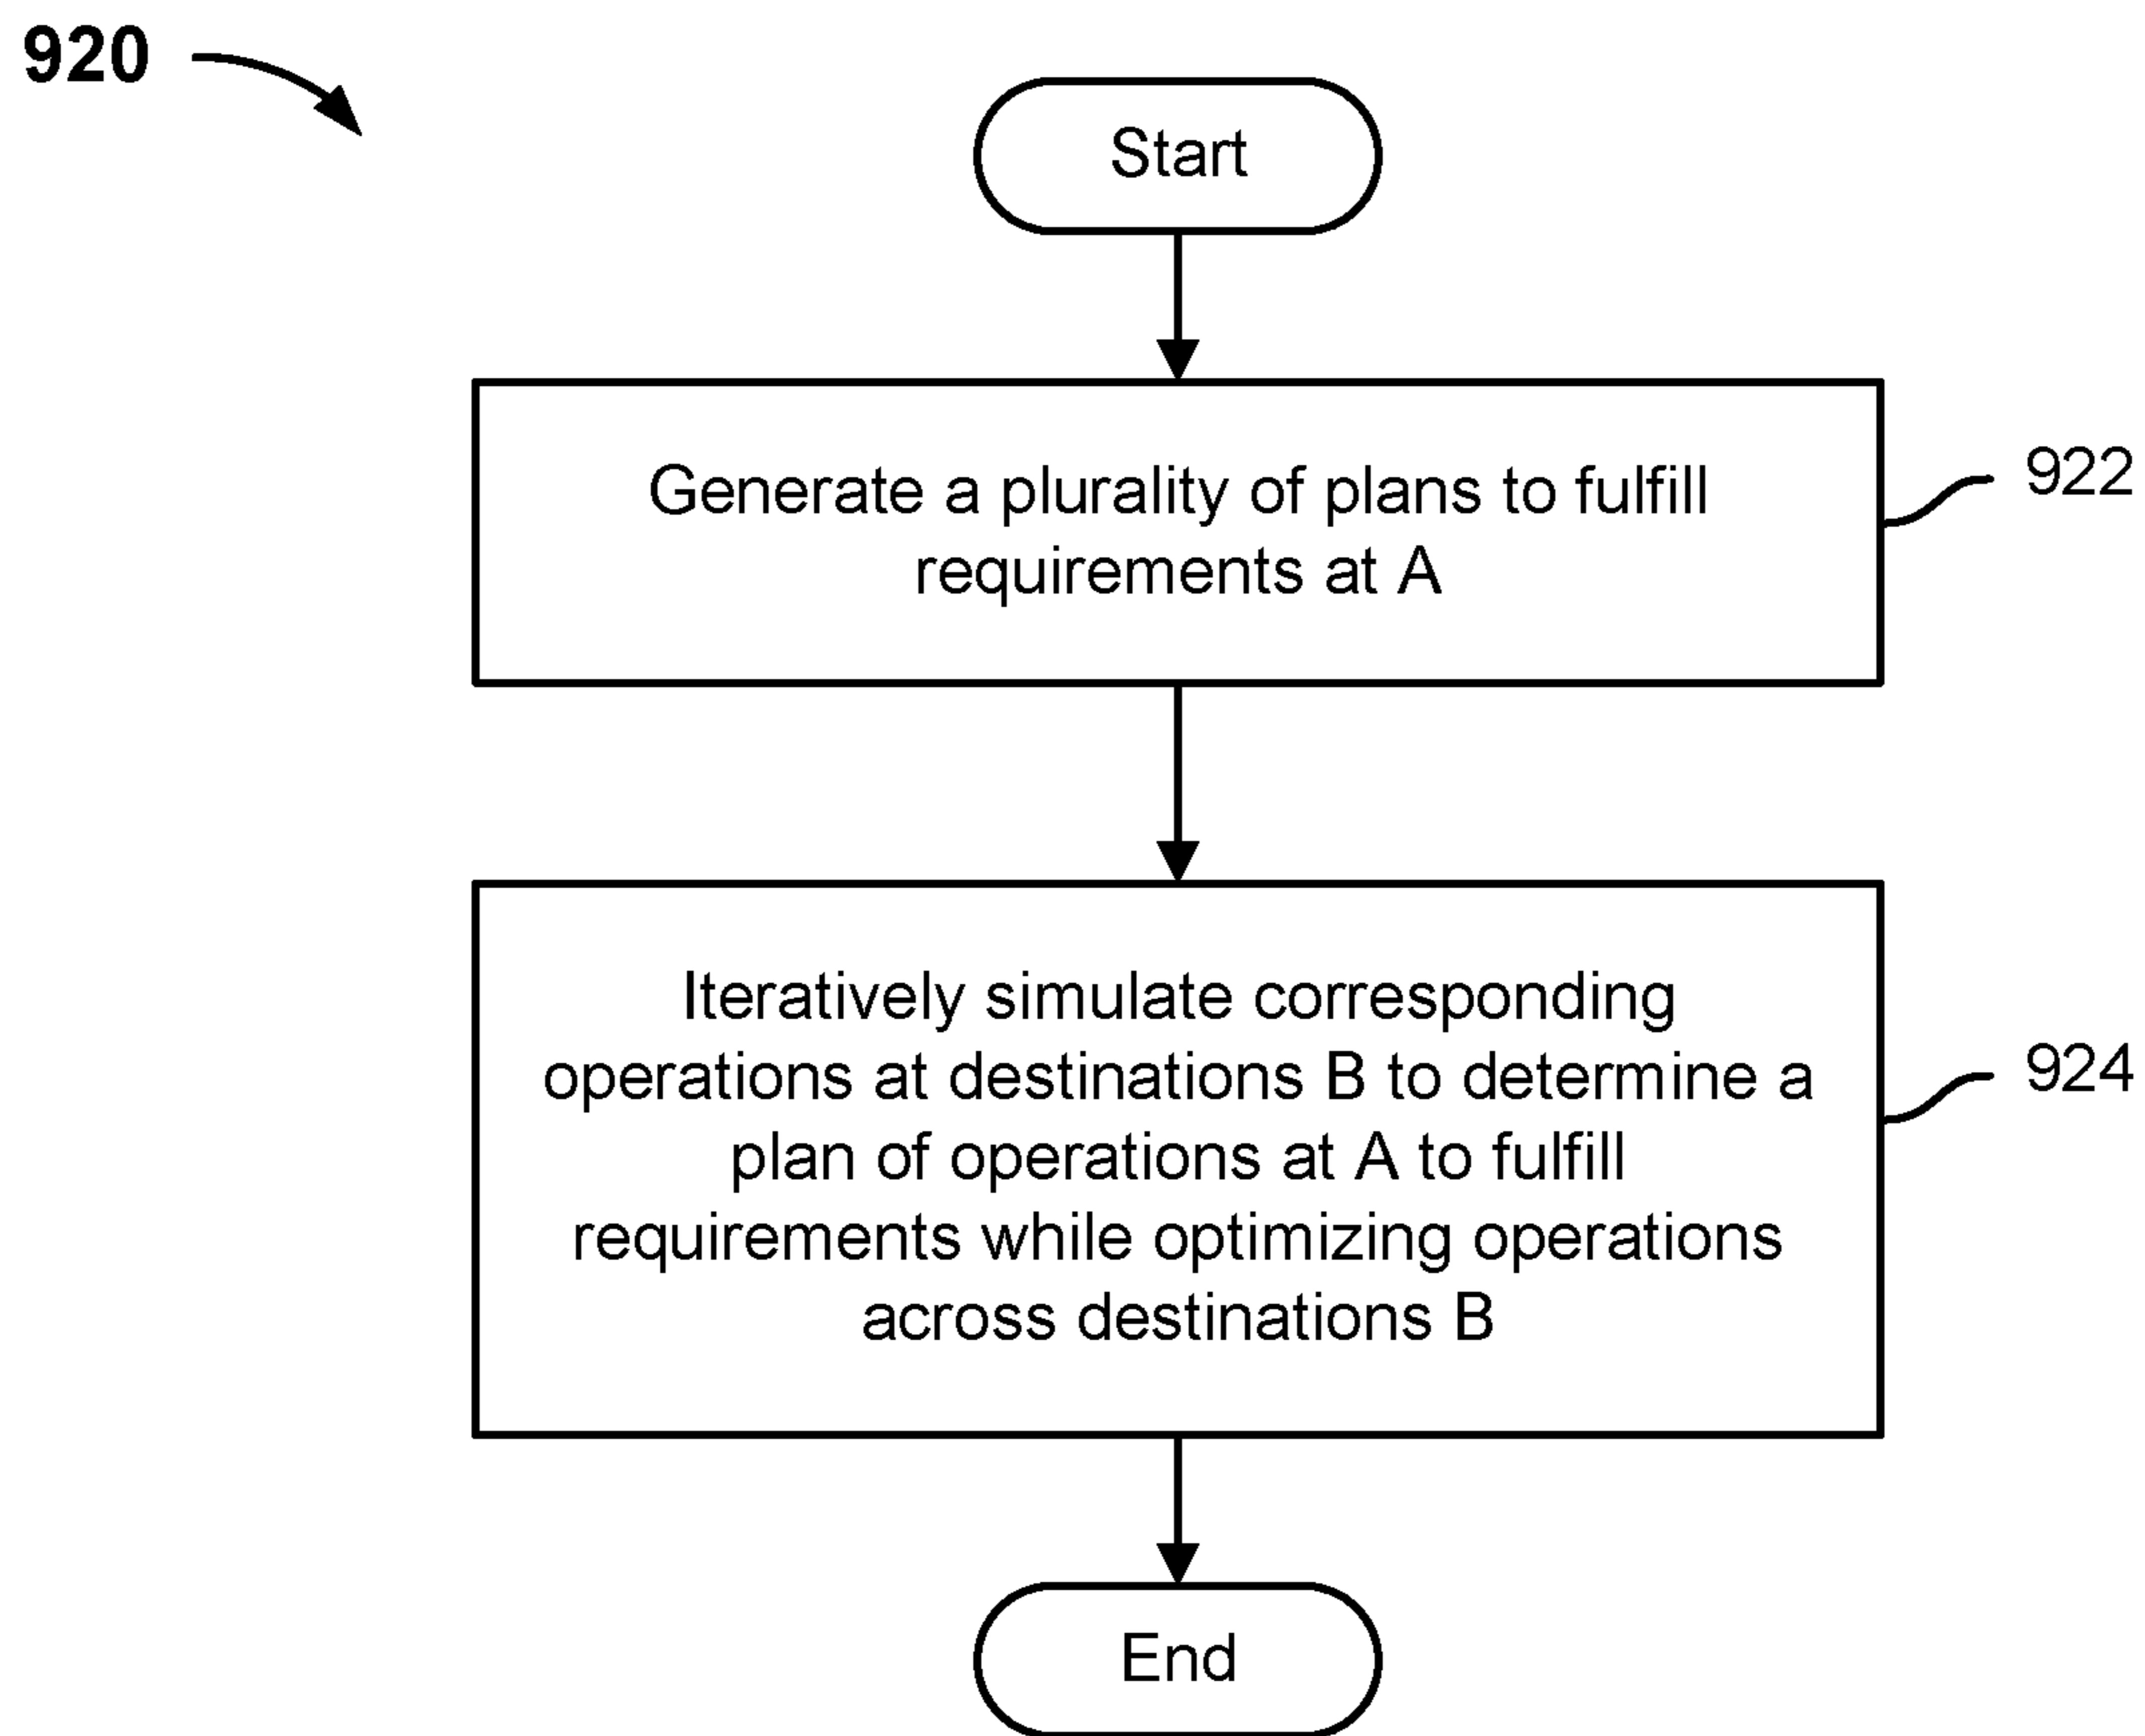 920
Start
Generate a plurality of plans to fulfill
requirements at A
922
Iteratively simulate corresponding
operations at destinations B to determine a
plan of operations at A to fulfill
requirements while optimizing operations
across destinations B
924
End